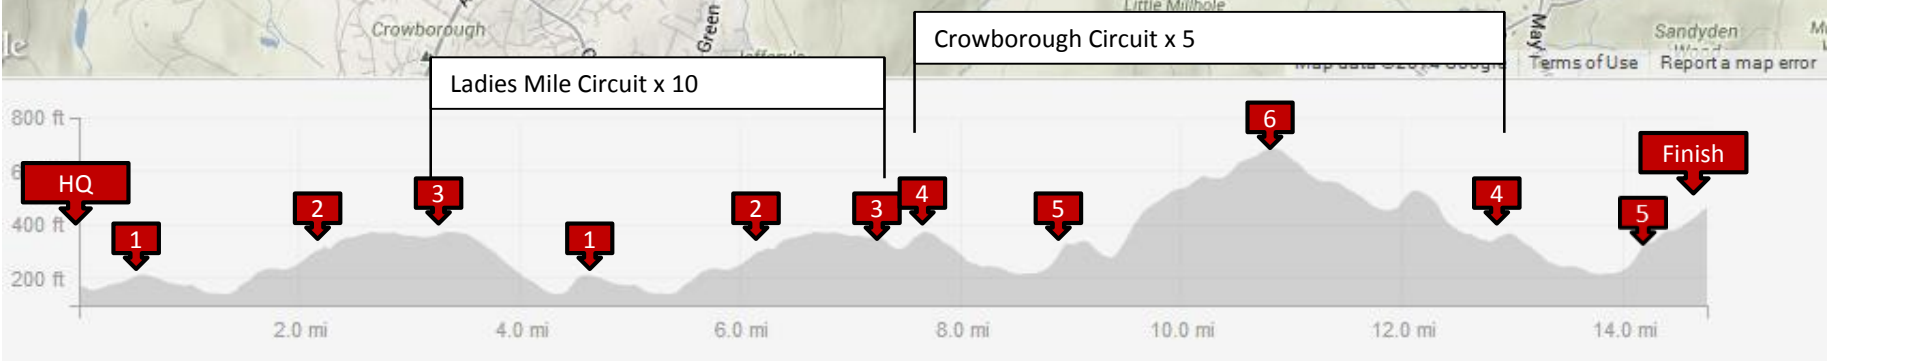 Little Millhole
Crowborough
Green
May
Sandyden
Crowborough Circuit x 5
Terms of Use
Report a map error
Ladies Mile Circuit x 10
800 ft
6
HQ
Finish
1
2
3
1
2
3
4
5
4
5
400 ft
200 ft
2.0 mi
4.0 mi
6.0 mi
8.0 mi
10.0 mi
12.0 mi
14.0 mi